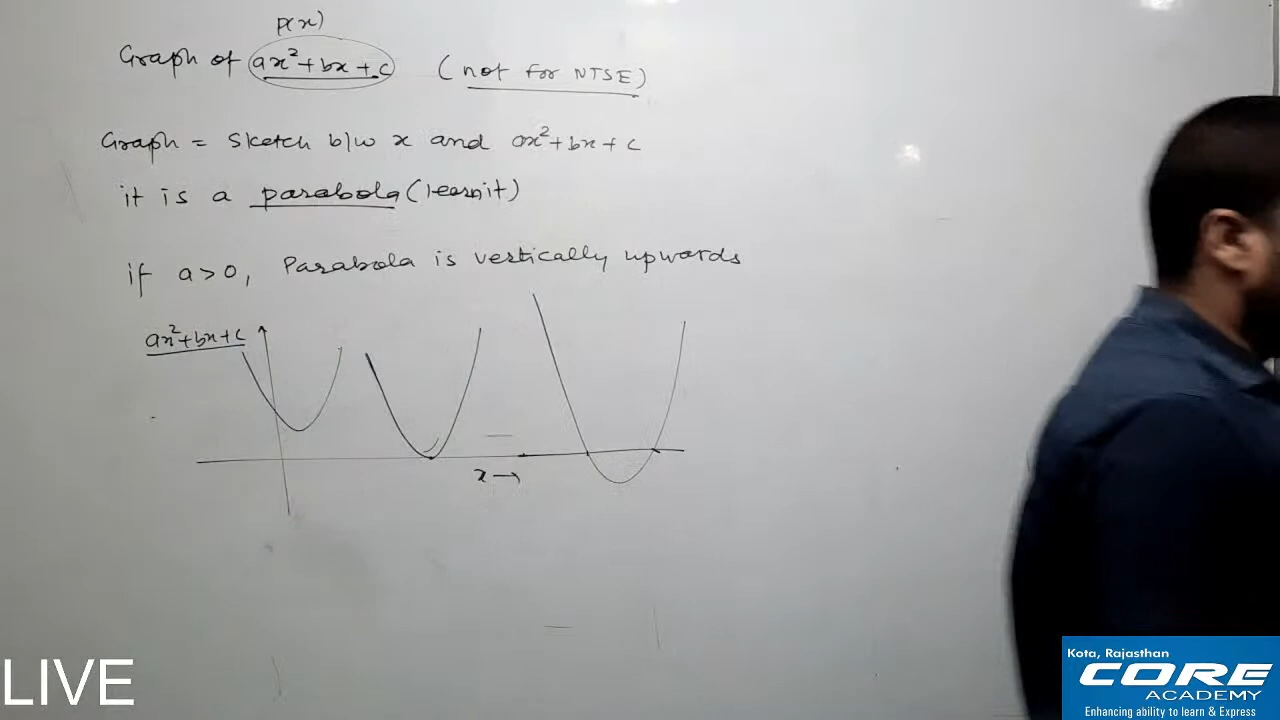 P(x)
Graph of ax²+bx+c (not for NTSE)
Graph = Sketch b/w x and ax²+bx+c
it is a parabola (learn it)
if a>0, Parabola is vertically upwards
ax²+bx+c
x→
LIVE
Kota, Rajasthan
CORE
ACADEMY
Enhancing ability to learn & Express